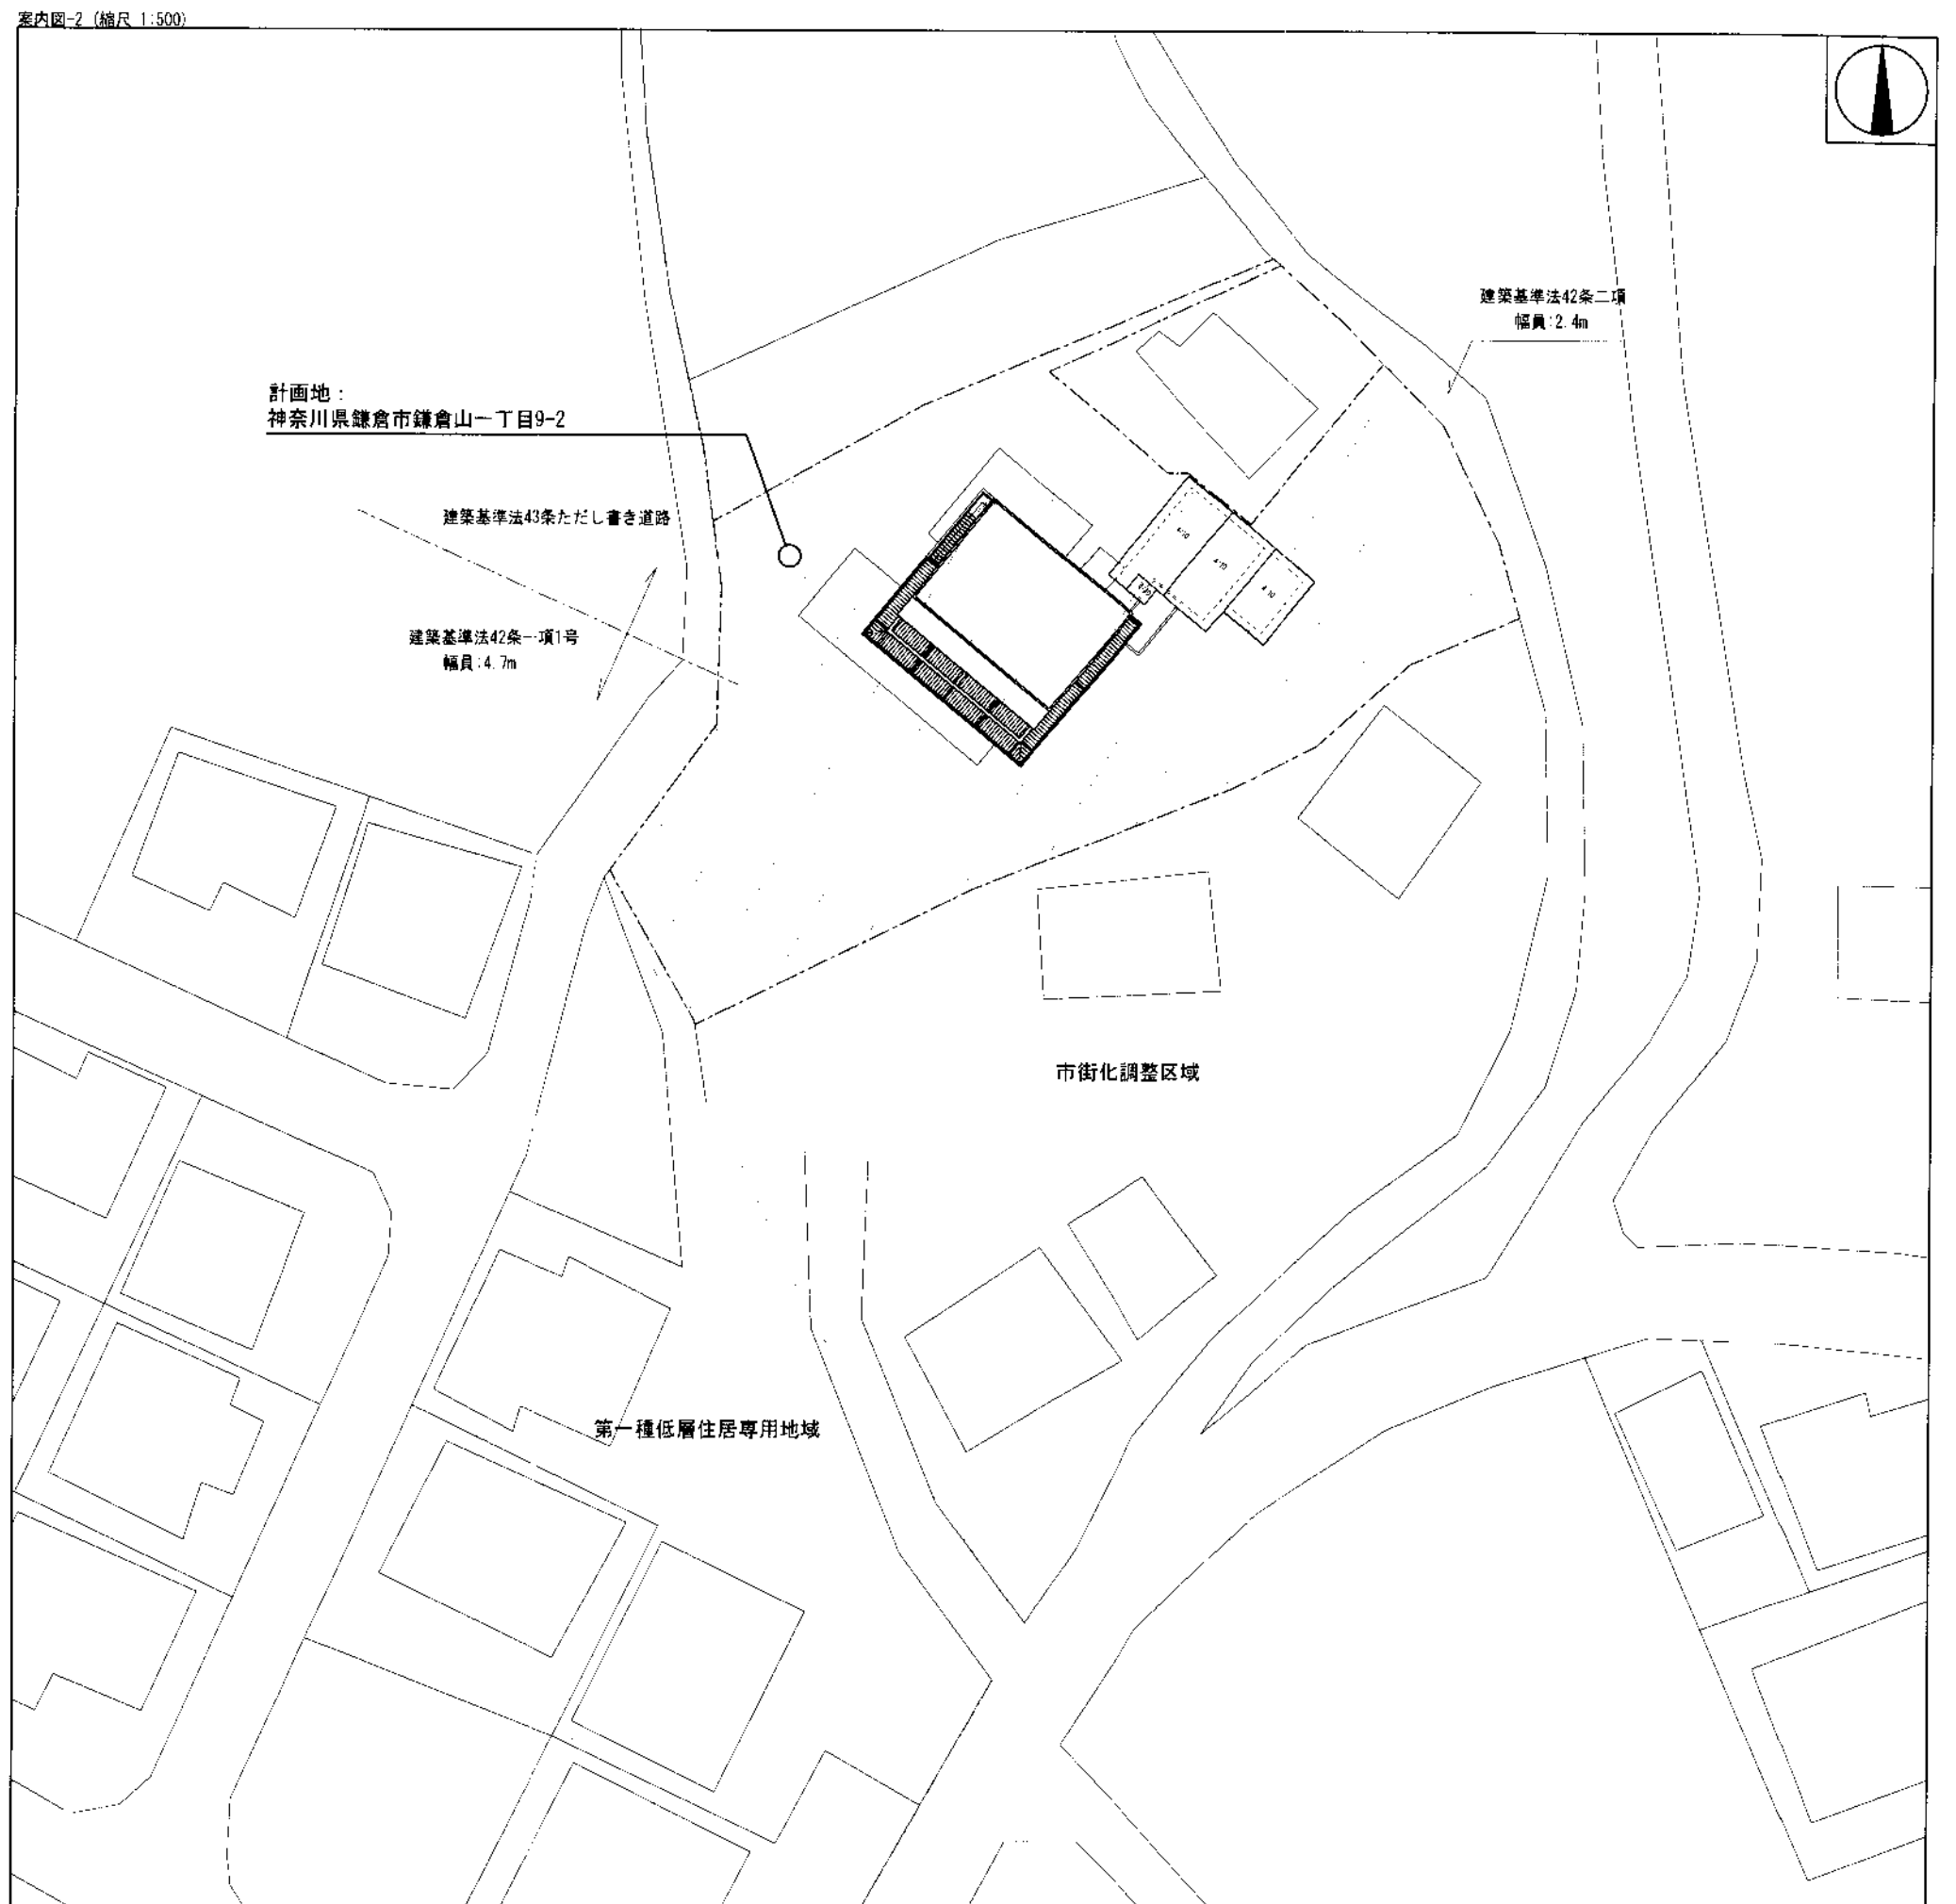 案内図-2 (縮尺 1:500)
建築基準法42条二項
幅員:2.4m
計画地：
神奈川県鎌倉市鎌倉山一丁目9-2
建築基準法43条ただし書き道路
建築基準法42条一項1号
幅員:4.7m
市街化調整区域
第一種低層住居専用地域